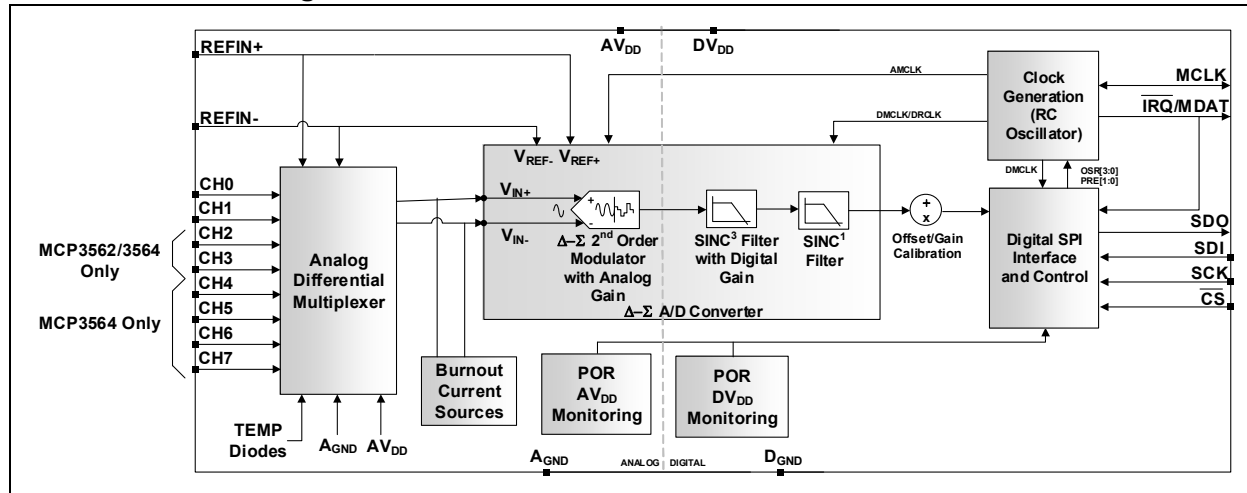 REFIN+
REFIN-
CH0
CH1
CH2
CH3
CH4
CH5
CH6
CH7
MCP3562/3564
Only
MCP3564 Only
Analog
Differential
Multiplexer
TEMP
Diodes
AGND
AVDD
AVDD
DVDD
AMCLK
DMCLK/DRCLK
VREF-
VREF+
VIN+
VIN-
+
-
Δ–Σ 2nd Order
Modulator
with Analog
Gain
SINC3 Filter
with Digital
Gain
SINC1
Filter
Δ–Σ A/D Converter
+
x
Offset/Gain
Calibration
Burnout
Current
Sources
POR
AVDD
Monitoring
POR
DVDD
Monitoring
Clock
Generation
(RC
Oscillator)
DMCLK
OSR[3:0]
PRE[1:0]
Digital SPI
Interface
and Control
MCLK
IRQ/MDAT
SDO
SDI
SCK
CS
AGND
ANALOG
DIGITAL
DGND